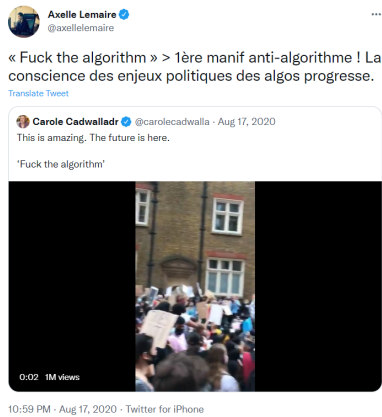 Axelle Lemaire
@axellelemaire
« Fuck the algorithm » > 1ère manif anti-algorithme ! La
conscience des enjeux politiques des algos progresse.
Translate Tweet
Carole Cadwalladr @carolecadwalla · Aug 17, 2020
This is amazing. The future is here.
'Fuck the algorithm'
0:02 1M views
10:59 PM · Aug 17, 2020 · Twitter for iPhone